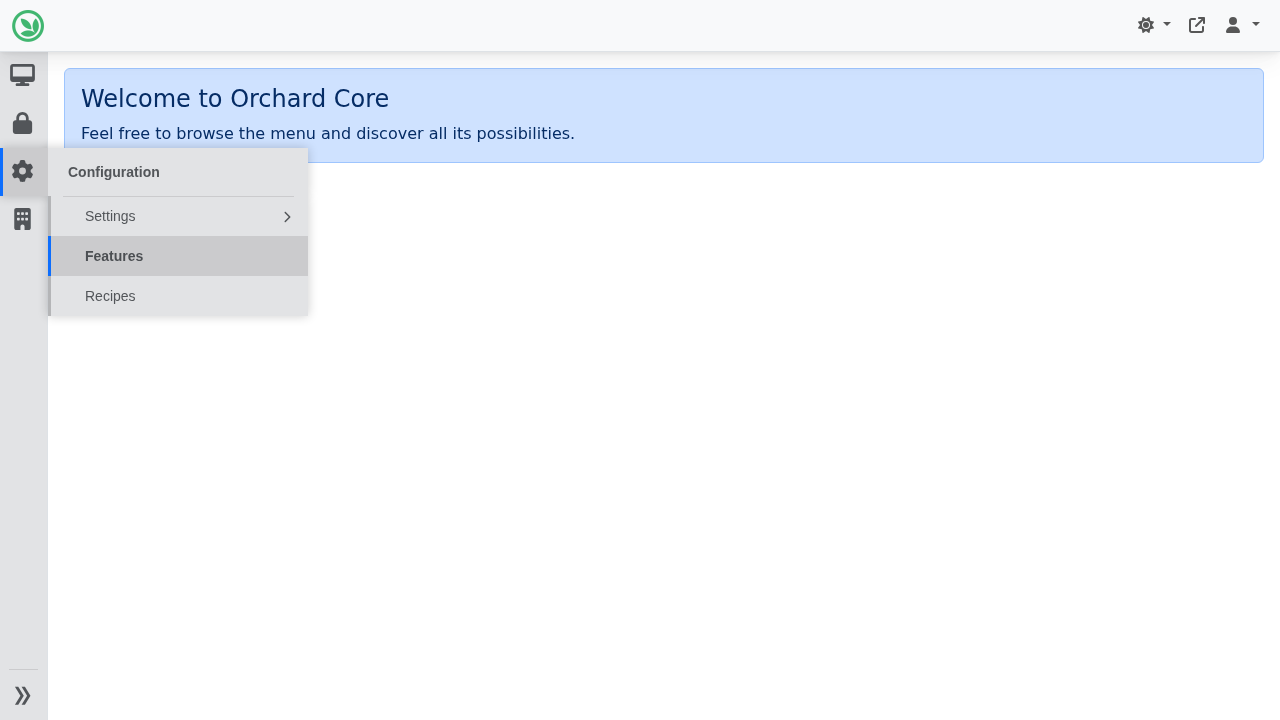 Welcome to Orchard Core
Feel free to browse the menu and discover all its possibilities.
Configuration
Settings
Features
Recipes